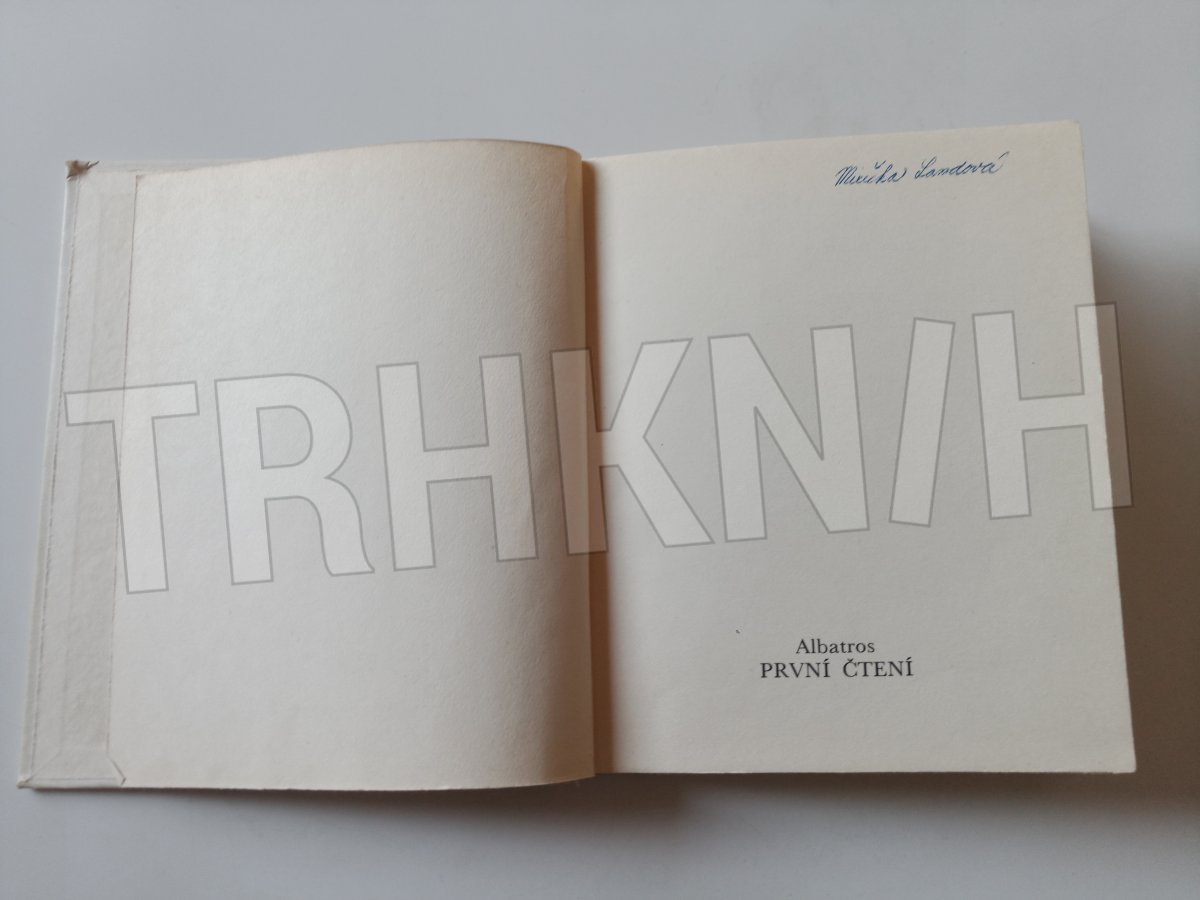 Landová
TRHKNIH
Albatros
PRVNÍ ČTENÍ